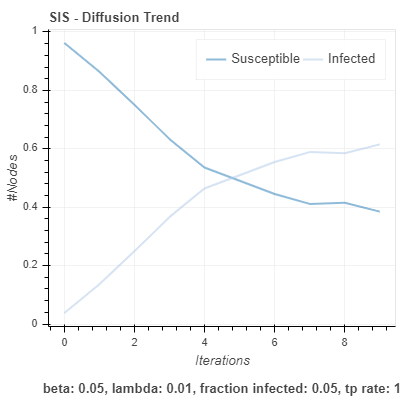 SIS - Diffusion Trend
Susceptible
Infected
1
0.8
0.6
0.4
0.2
0
#Nodes
0
2
4
6
8
Iterations
beta: 0.05, lambda: 0.01, fraction infected: 0.05, tp rate: 1